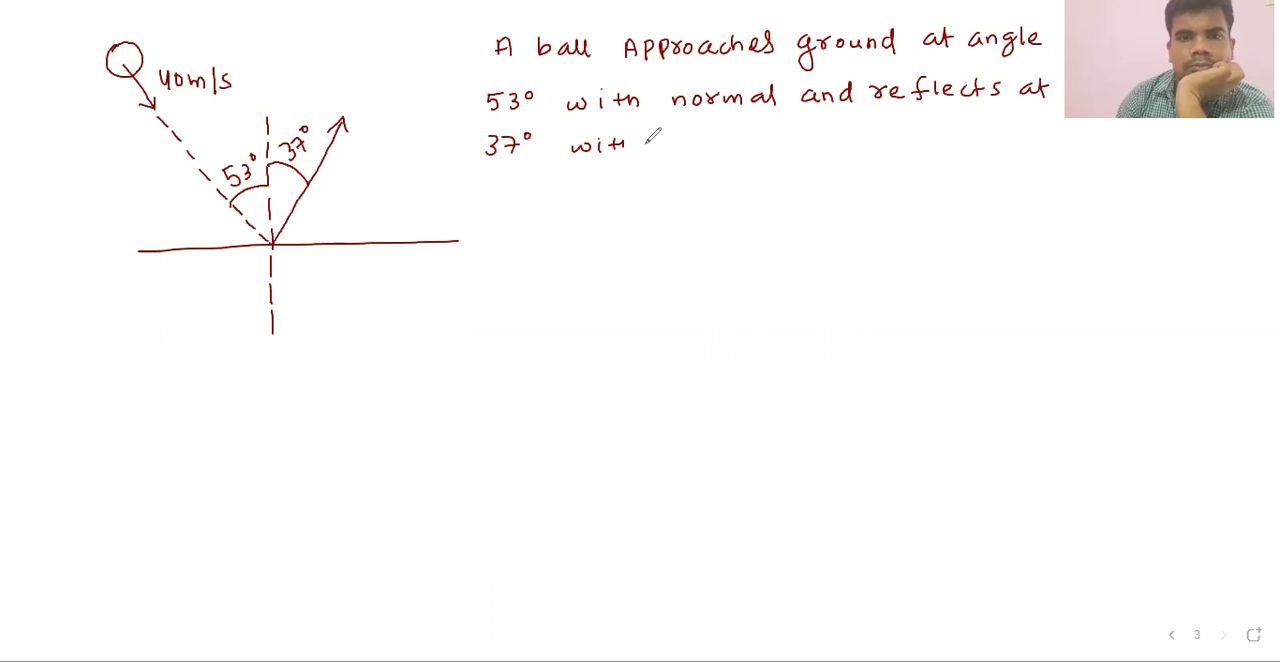 A ball Approaches ground at angle
53° with normal and reflects at
37° with
40m/s
53°
37°
3